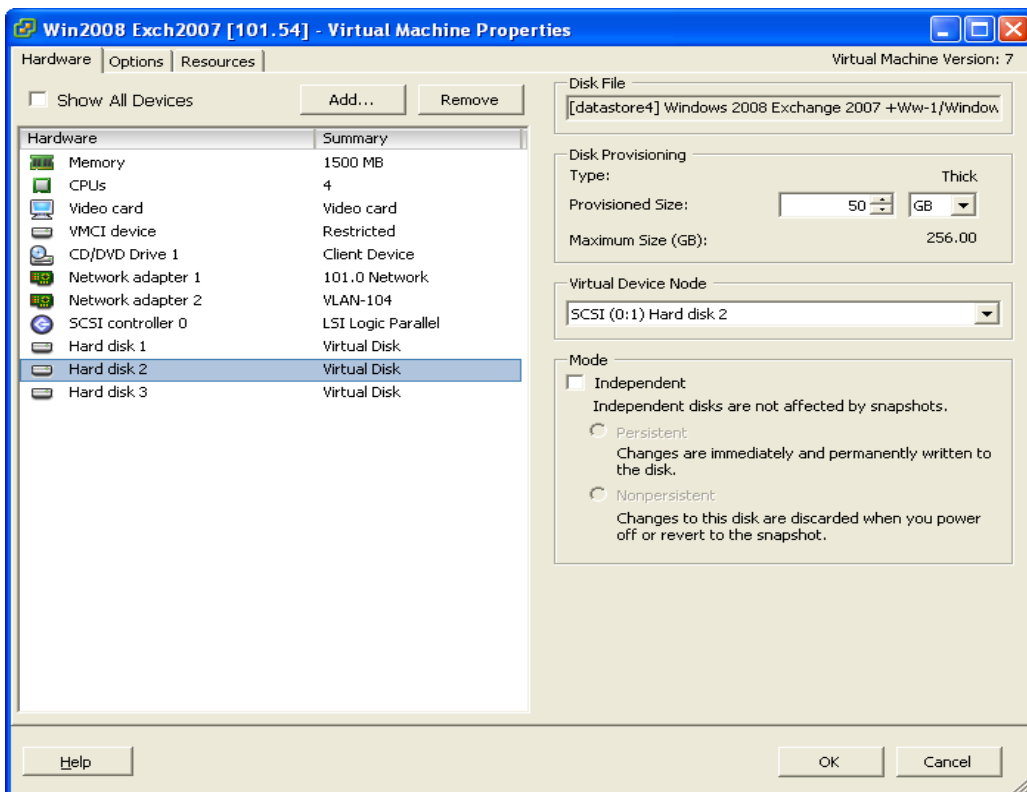 Win2008 Exch2007 [101.54] - Virtual Machine Properties
Hardware Options Resources Virtual Machine Version: 7
Show All Devices Add... Remove
Hardware Summary
Memory 1500 MB
CPUs 4
Video card Video card
VMCI device Restricted
CD/DVD Drive 1 Client Device
Network adapter 1 101.0 Network
Network adapter 2 VLAN-104
SCSI controller 0 LSI Logic Parallel
Hard disk 1 Virtual Disk
Hard disk 2 Virtual Disk
Hard disk 3 Virtual Disk
Disk File
[datastore4] Windows 2008 Exchange 2007 +Ww-1/Window
Disk Provisioning
Type: Thick
Provisioned Size: 50 GB
Maximum Size (GB): 256.00
Virtual Device Node
SCSI (0:1) Hard disk 2
Mode
Independent
Independent disks are not affected by snapshots.
Persistent
Changes are immediately and permanently written to
the disk.
Nonpersistent
Changes to this disk are discarded when you power
off or revert to the snapshot.
Help OK Cancel